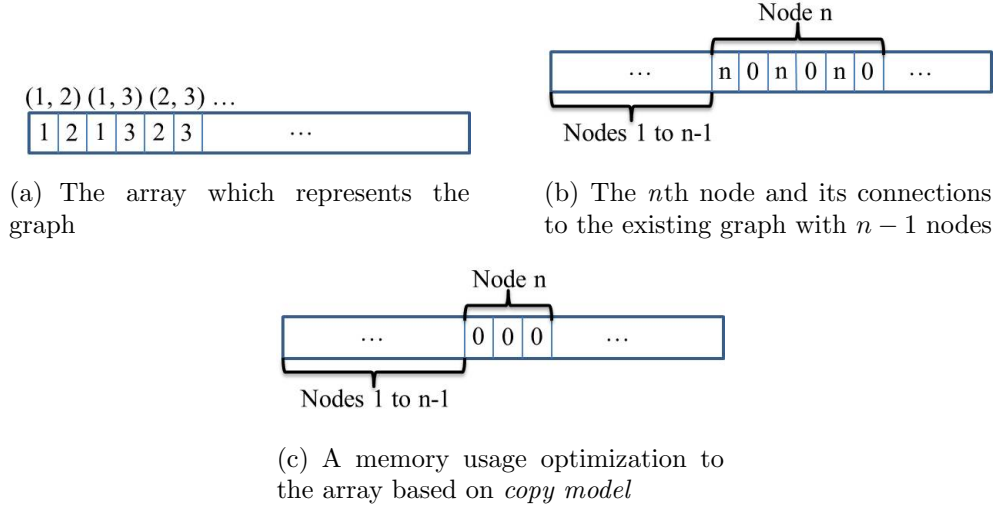 (1, 2) (1, 3) (2, 3) ...
1 2 1 3 2 3 ...
(a) The array which represents the
graph
Node n
... n 0 n 0 n 0 ...
Nodes 1 to n-1
(b) The nth node and its connections
to the existing graph with n − 1 nodes
Node n
... 0 0 0 ...
Nodes 1 to n-1
(c) A memory usage optimization to
the array based on copy model